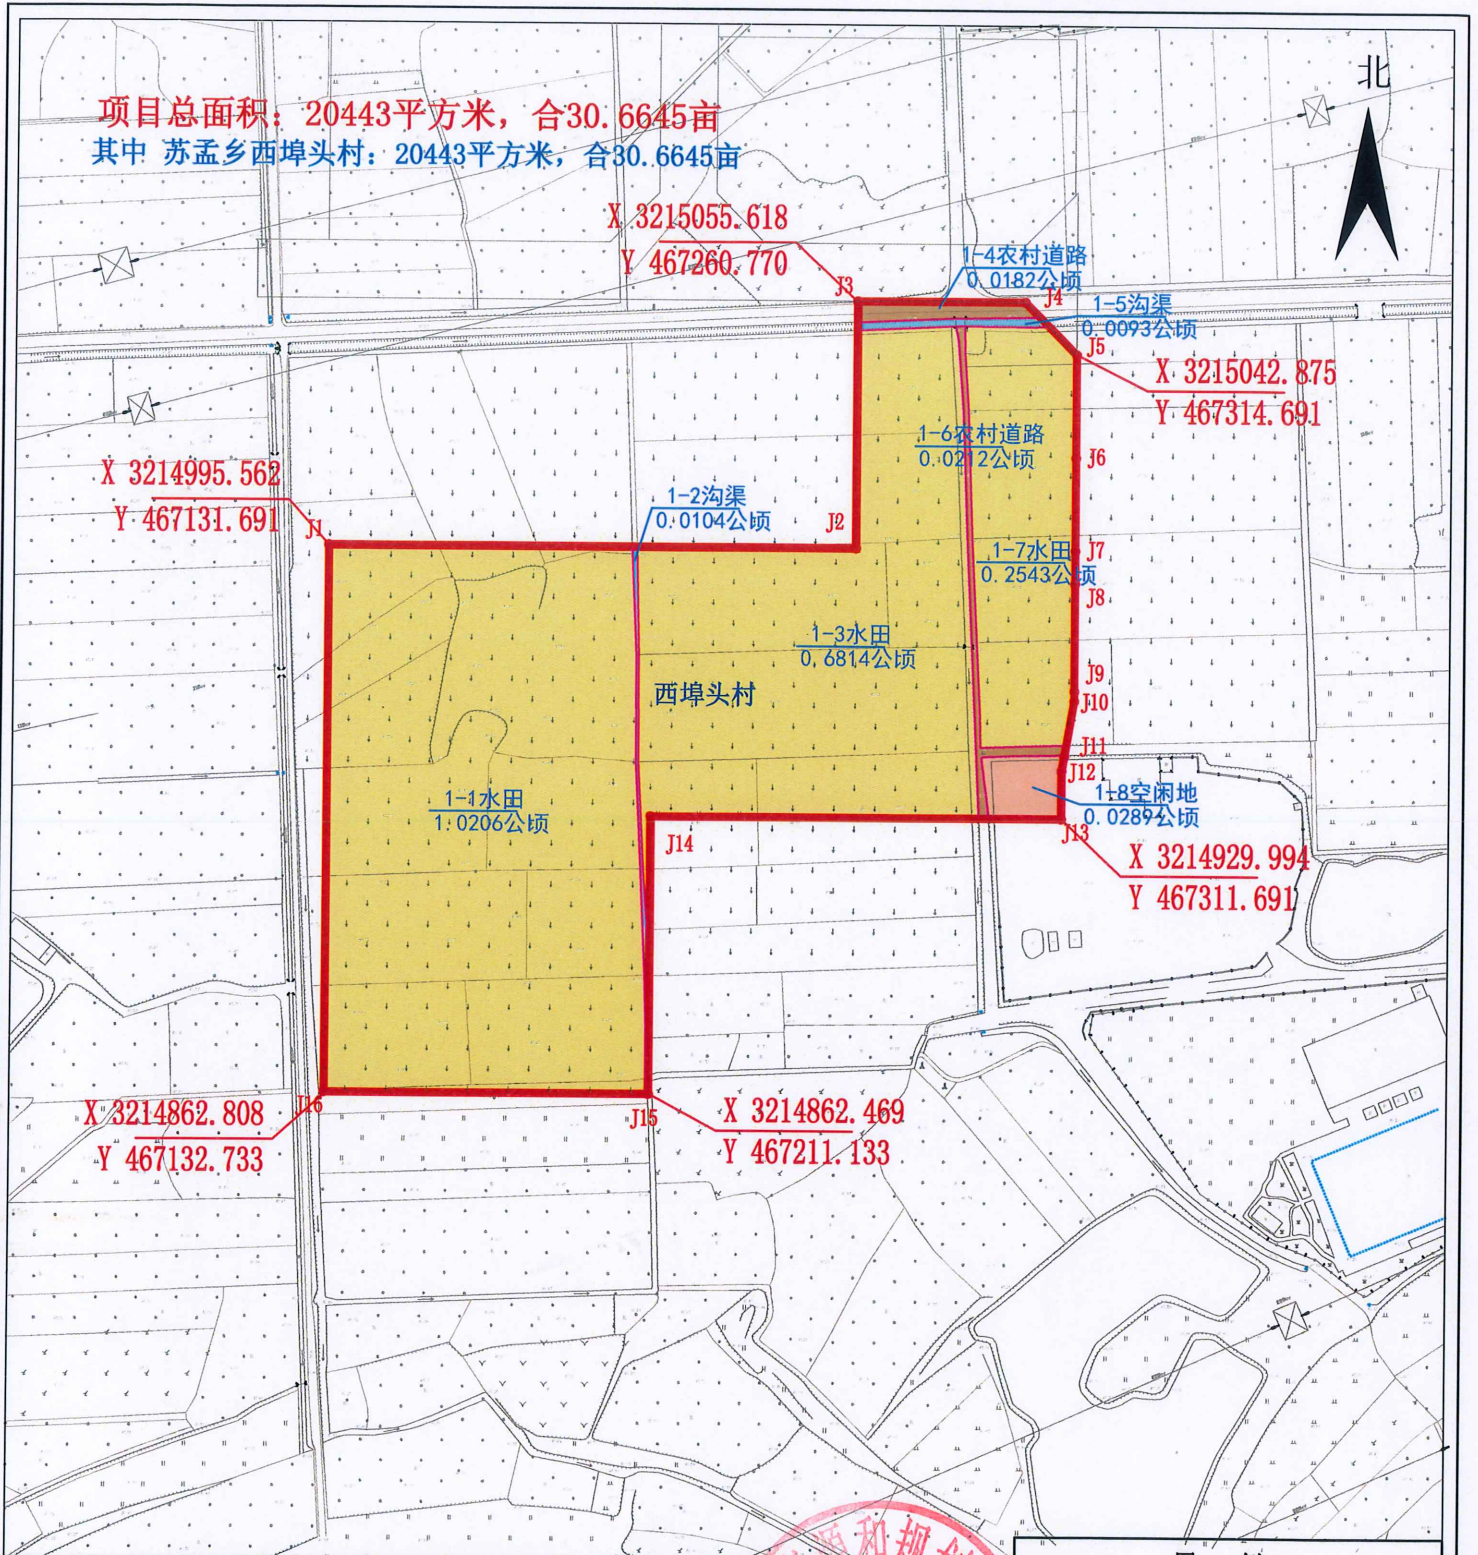 北
项目总面积：20443平方米，合30.6645亩
其中 苏孟乡西埠头村：20443平方米，合30.6645亩
X 3215055.618
Y 467260.770
J3
1-4农村道路
0.0182公顷
J4
1-5沟渠
0.0093公顷
J5
X 3215042.875
Y 467314.691
1-6农村道路
0.0212公顷
J6
X 3214995.562
Y 467131.691
J1
1-2沟渠
0.0104公顷
J2
1-7水田
0.2543公顷
J7
J8
1-3水田
0.6814公顷
西埠头村
J9
J10
J11
J12
1-1水田
1.0206公顷
1-8空闲地
0.0289公顷
J13
J14
X 3214929.994
Y 467311.691
J16
X 3214862.808
Y 467132.733
J15
X 3214862.469
Y 467211.133
源和规